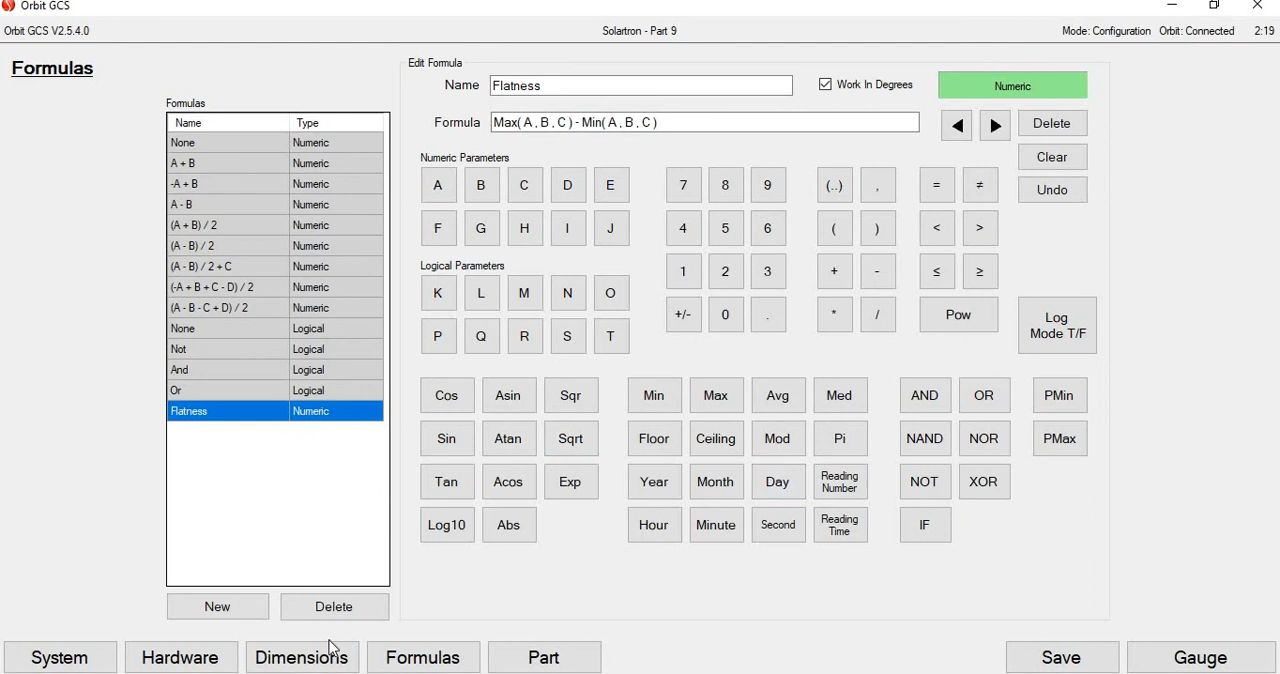 Orbit GCS
Orbit GCS V2.5.4.0
Solartron - Part 9
Mode: Configuration Orbit: Connected 2:19
Formulas
Formulas
Name Type
None Numeric
A + B Numeric
-A + B Numeric
A - B Numeric
(A + B) / 2 Numeric
(A - B) / 2 Numeric
(A - B) / 2 + C Numeric
(-A + B + C - D) / 2 Numeric
(A - B - C + D) / 2 Numeric
None Logical
Not Logical
And Logical
Or Logical
Flatness Numeric
New Delete
Edit Formula
Name Flatness Work In Degrees Numeric
Formula Max( A , B , C ) - Min( A , B , C ) ◀ ▶ Delete
Clear
Undo
Numeric Parameters
A B C D E
F G H I J
Logical Parameters
K L M N O
P Q R S T
7 8 9
4 5 6
1 2 3
+/- 0 .
(..) ,
( )
+ -
* /
= ≠
< >
≤ ≥
Pow
Log
Mode T/F
Cos Asin Sqr
Sin Atan Sqrt
Tan Acos Exp
Log10 Abs
Min Max Avg Med
Floor Ceiling Mod Pi
Year Month Day Reading
Number
Hour Minute Second Reading
Time
AND OR
NAND NOR
NOT XOR
IF
PMin
PMax
System Hardware Dimensions Formulas Part Save Gauge